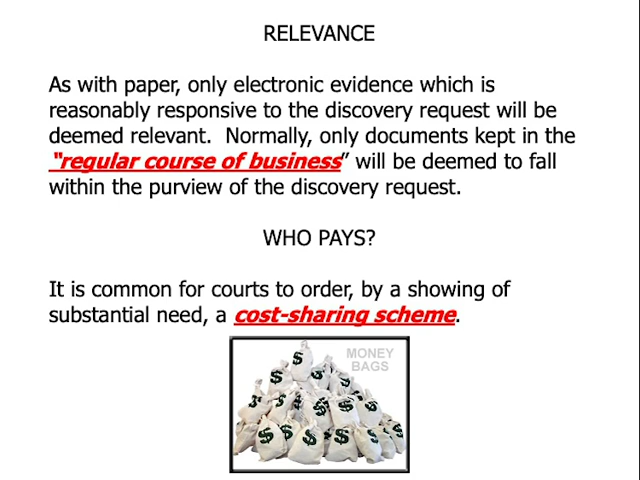 RELEVANCE
As with paper, only electronic evidence which is
reasonably responsive to the discovery request will be
deemed relevant.  Normally, only documents kept in the
"regular course of business" will be deemed to fall
within the purview of the discovery request.
WHO PAYS?
It is common for courts to order, by a showing of
substantial need, a cost-sharing scheme.
MONEY
BAGS
$ $ $ $ $ $ $ $ $ $ $ $ $ $ $